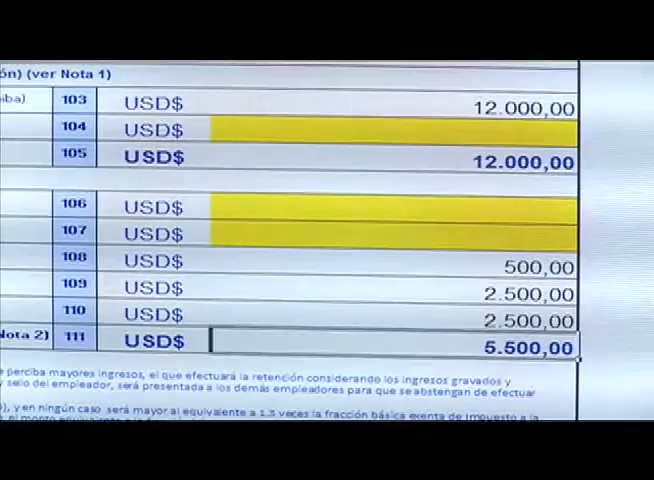 ón) (ver Nota 1)
iba) 103 USD$ 12.000,00
104 USD$
105 USD$ 12.000,00
106 USD$
107 USD$
108 USD$ 500,00
109 USD$ 2.500,00
110 USD$ 2.500,00
Nota 2) 111 USD$ 5.500,00
perciba mayores ingresos, el que efectuará la retención considerando los ingresos gravados y
y sello del empleador, será presentada a los demás empleadores para que se abstengan de efectuar
), y en ningún caso será mayor al equivalente a 1.3 veces la fracción básica exenta de Impuesto a la